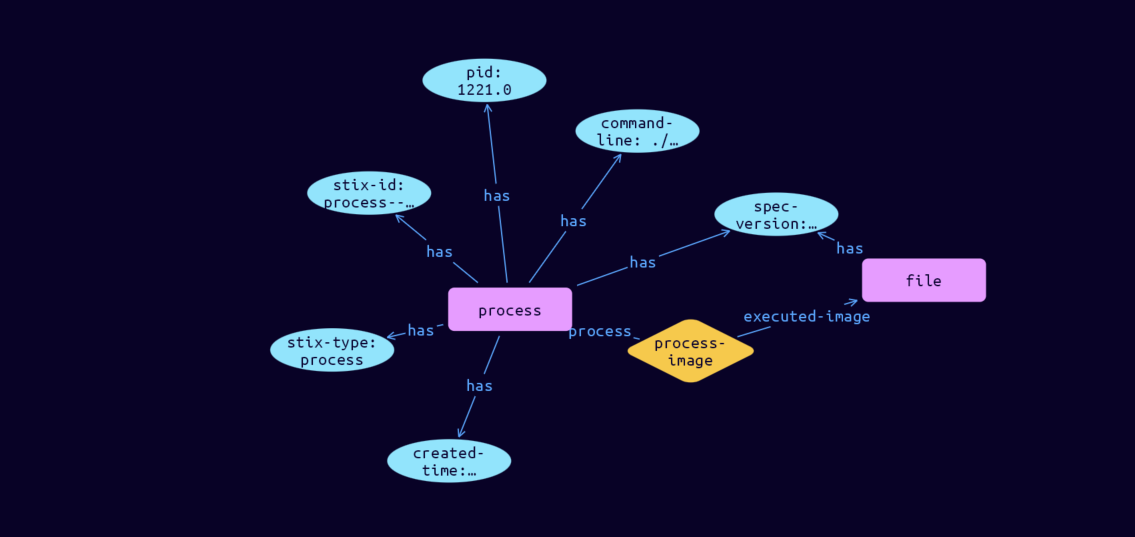 pid:
1221.0
command-
line: ./…
has
stix-id:
process--…
has
spec-
version:…
has
has
has
file
process
executed-image
has
process
process-
image
stix-type:
process
has
created-
time:…